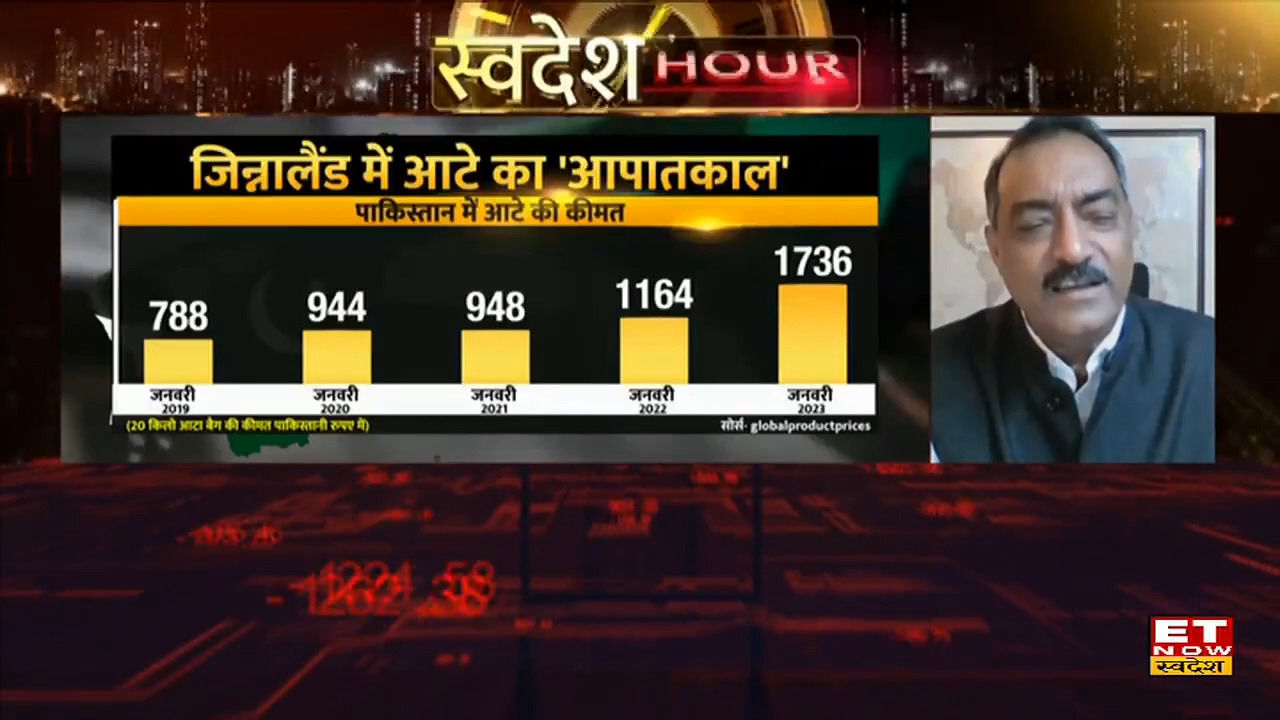 स्वदेश HOUR
जिन्नालैंड में आटे का 'आपातकाल'
पाकिस्तान में आटे की कीमत
788
944
948
1164
1736
जनवरी
2019
जनवरी
2020
जनवरी
2021
जनवरी
2022
जनवरी
2023
(20 किलो आटा बैग की कीमत पाकिस्तानी रुपए में)
सोर्स- globalproductprices
ET
NOW
स्वदेश